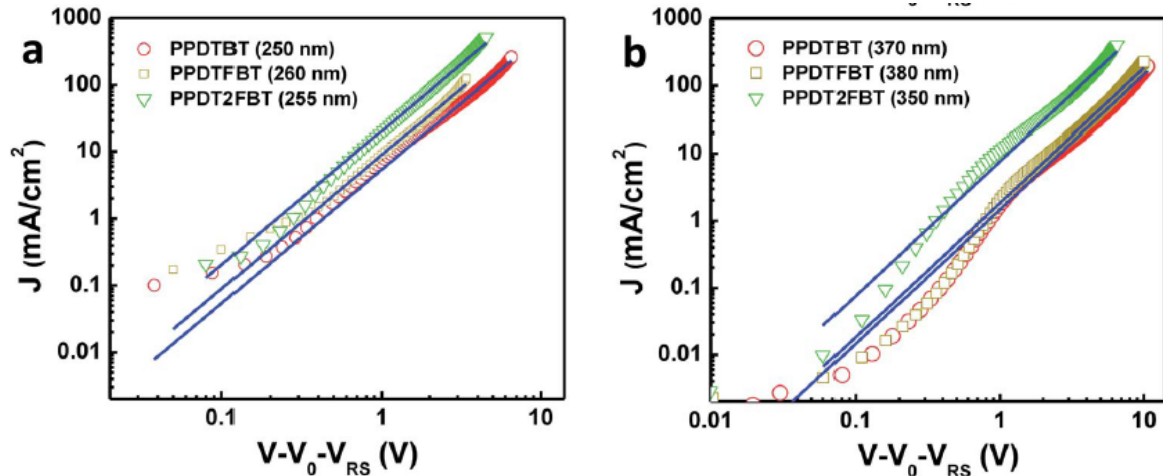 a
PPDTBT (250 nm)
PPDTFBT (260 nm)
PPDT2FBT (255 nm)
1000
100
10
1
0.1
0.01
J (mA/cm²)
0.1 1 10
V-V₀-V_RS (V)
b
PPDTBT (370 nm)
PPDTFBT (380 nm)
PPDT2FBT (350 nm)
1000
100
10
1
0.1
0.01
J (mA/cm²)
0.01 0.1 1 10
V-V₀-V_RS (V)